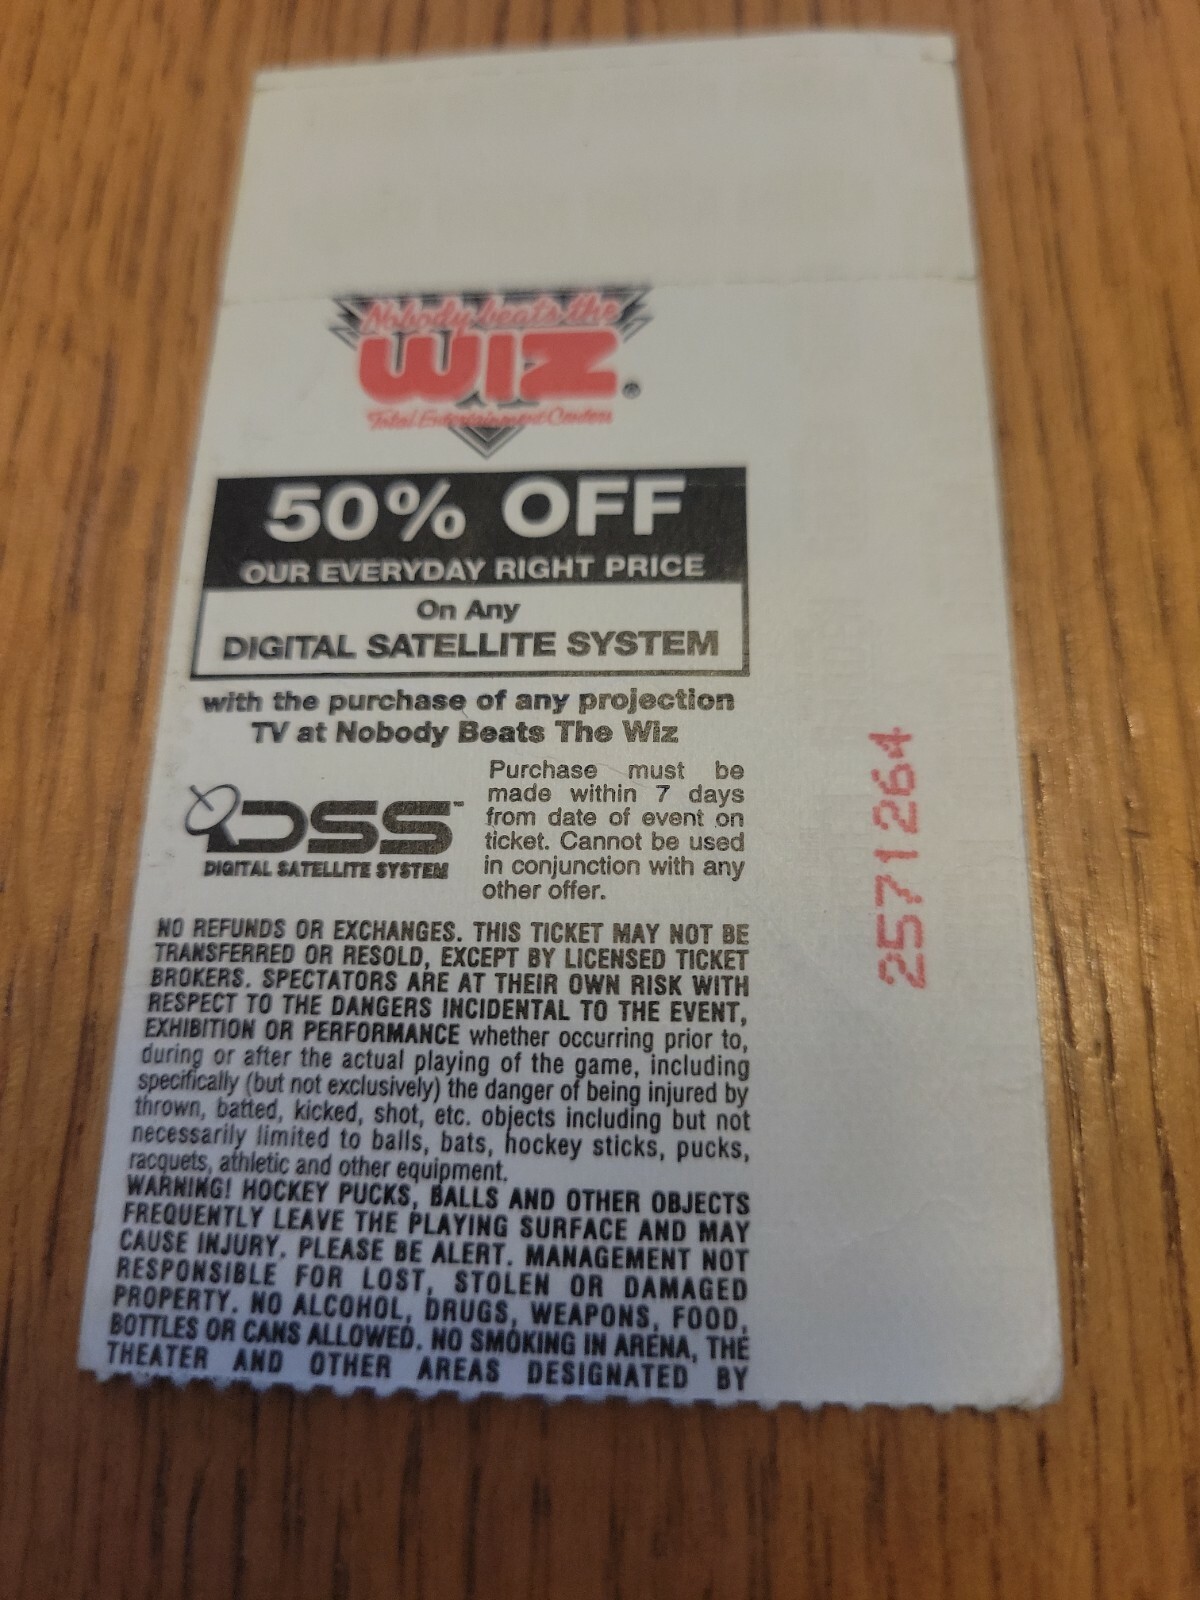 Nobody beats the
WIZ®
Total Entertainment Centers
50% OFF
OUR EVERYDAY RIGHT PRICE
On Any
DIGITAL SATELLITE SYSTEM
with the purchase of any projection
TV at Nobody Beats The Wiz
DSS™
DIGITAL SATELLITE SYSTEM
Purchase must be
made within 7 days
from date of event on
ticket. Cannot be used
in conjunction with any
other offer.
NO REFUNDS OR EXCHANGES. THIS TICKET MAY NOT BE
TRANSFERRED OR RESOLD, EXCEPT BY LICENSED TICKET
BROKERS. SPECTATORS ARE AT THEIR OWN RISK WITH
RESPECT TO THE DANGERS INCIDENTAL TO THE EVENT,
EXHIBITION OR PERFORMANCE whether occurring prior to,
during or after the actual playing of the game, including
specifically (but not exclusively) the danger of being injured by
thrown, batted, kicked, shot, etc. objects including but not
necessarily limited to balls, bats, hockey sticks, pucks,
racquets, athletic and other equipment.
WARNING! HOCKEY PUCKS, BALLS AND OTHER OBJECTS
FREQUENTLY LEAVE THE PLAYING SURFACE AND MAY
CAUSE INJURY. PLEASE BE ALERT. MANAGEMENT NOT
RESPONSIBLE FOR LOST, STOLEN OR DAMAGED
PROPERTY. NO ALCOHOL, DRUGS, WEAPONS, FOOD,
BOTTLES OR CANS ALLOWED. NO SMOKING IN ARENA, THE
THEATER AND OTHER AREAS DESIGNATED BY
2571264